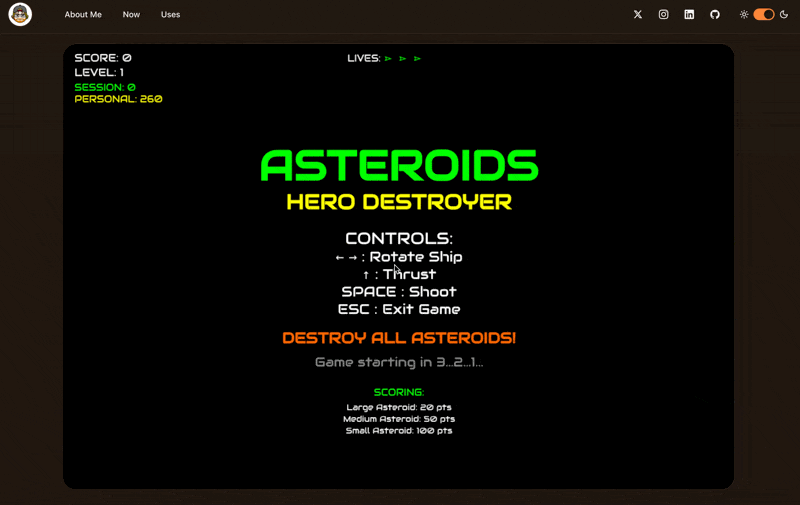 About Me Now Uses
SCORE: 0
LIVES:
LEVEL: 1
SESSION: 0
PERSONAL: 260
ASTEROIDS
HERO DESTROYER
CONTROLS:
← → : Rotate Ship
↑ : Thrust
SPACE : Shoot
ESC : Exit Game
DESTROY ALL ASTEROIDS!
Game starting in 3...2...1...
SCORING:
Large Asteroid: 20 pts
Medium Asteroid: 50 pts
Small Asteroid: 100 pts